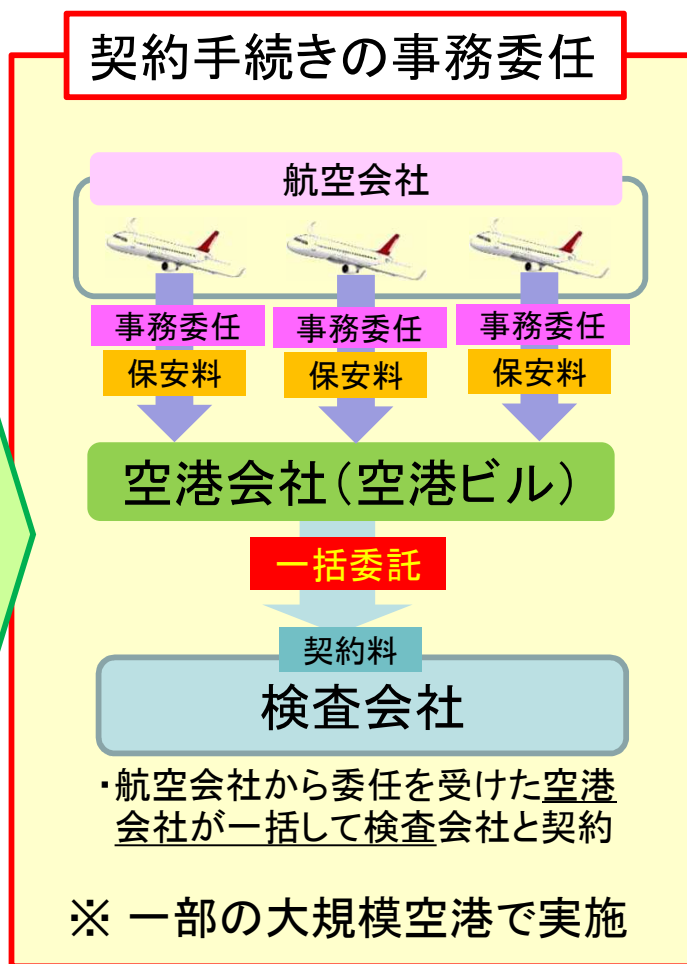 契約手続きの事務委任
航空会社
事務委任 事務委任 事務委任
保安料 保安料 保安料
空港会社（空港ビル）
一括委託
契約料
検査会社
・航空会社から委任を受けた空港
会社が一括して検査会社と契約
※ 一部の大規模空港で実施